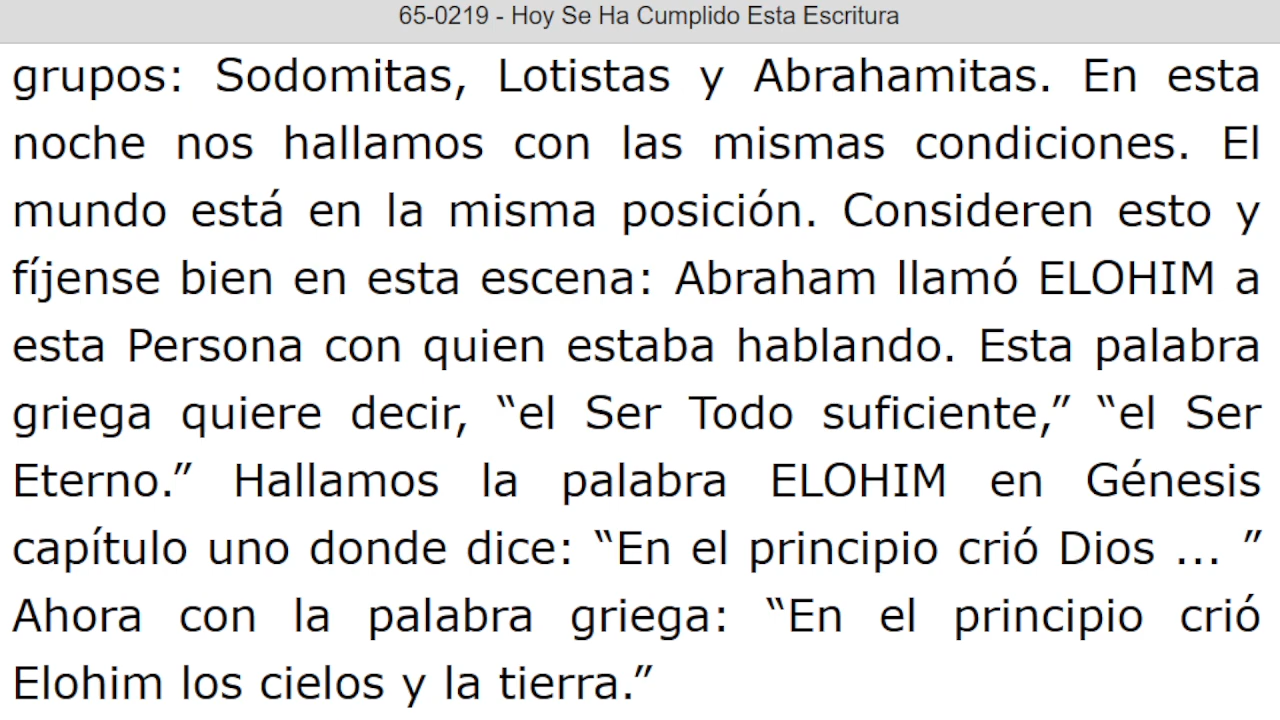 65-0219 - Hoy Se Ha Cumplido Esta Escritura
grupos: Sodomitas, Lotistas y Abrahamitas. En esta
noche nos hallamos con las mismas condiciones. El
mundo está en la misma posición. Consideren esto y
fíjense bien en esta escena: Abraham llamó ELOHIM a
esta Persona con quien estaba hablando. Esta palabra
griega quiere decir, “el Ser Todo suficiente,” “el Ser
Eterno.” Hallamos la palabra ELOHIM en Génesis
capítulo uno donde dice: “En el principio crió Dios ... ”
Ahora con la palabra griega: “En el principio crió
Elohim los cielos y la tierra.”